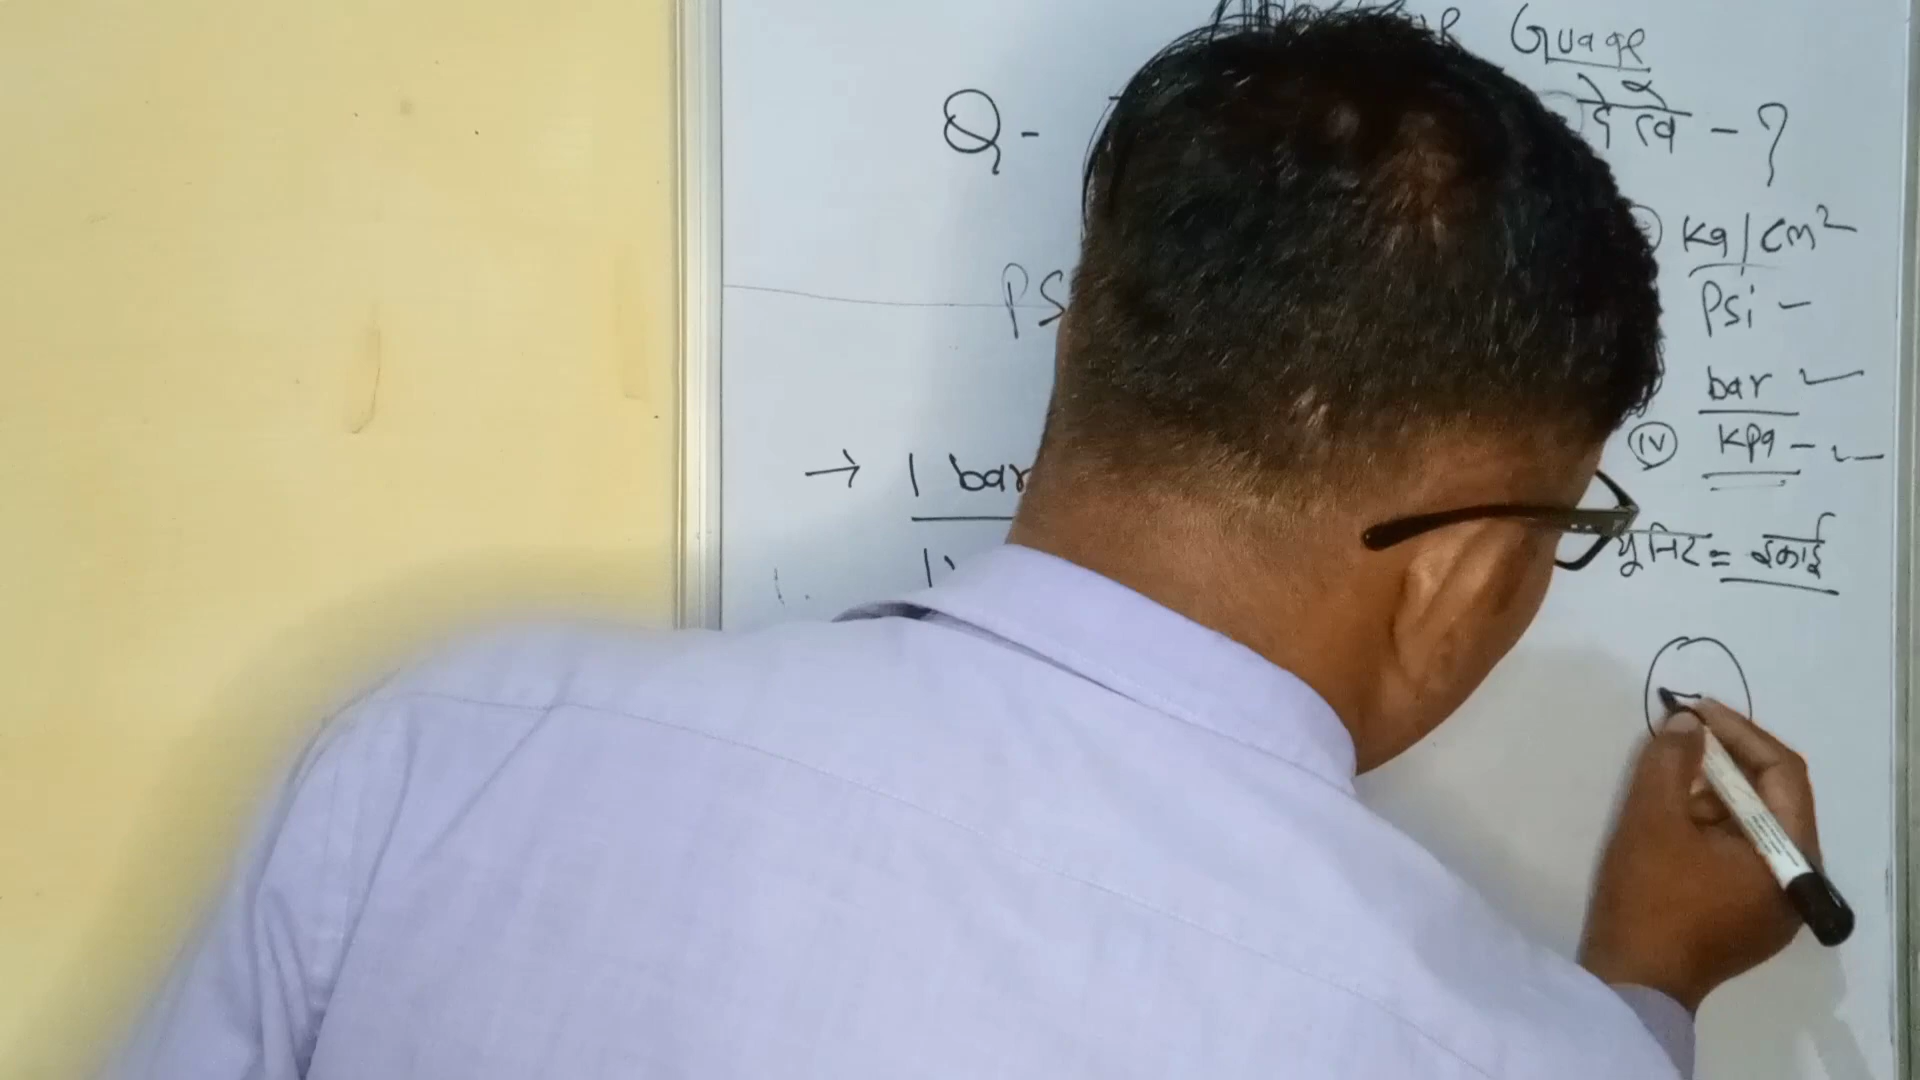 Guage
Q- देखे - ?
Kg/cm²
PS
Psi -
bar
→ 1 bar
(iv) Kpa -
यूनिट = इकाई